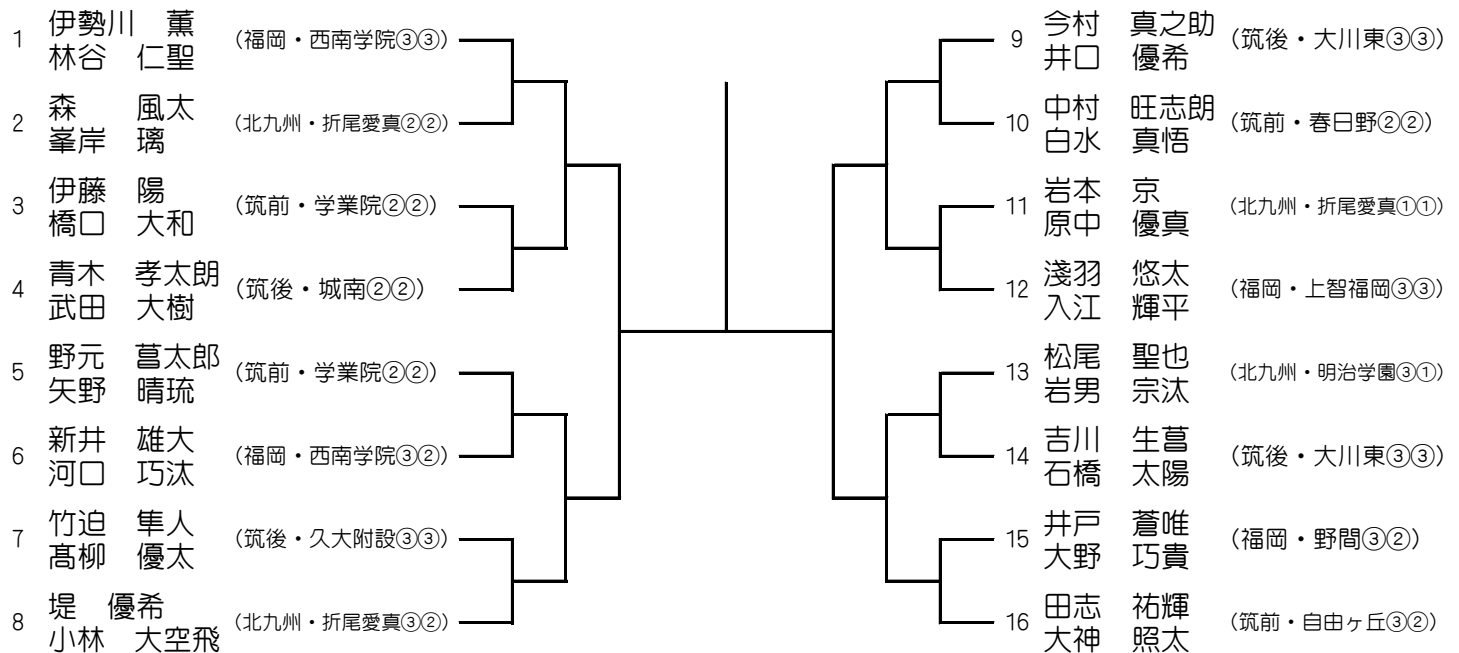 1 伊勢川 薫
林谷 仁聖
(福岡・西南学院③③)
2 森 風太
峯岸 璃
(北九州・折尾愛真②②)
3 伊藤 陽
橋口 大和
(筑前・学業院②②)
4 青木 孝太朗
武田 大樹
(筑後・城南②②)
5 野元 菖太郎
矢野 晴琉
(筑前・学業院②②)
6 新井 雄大
河口 巧汰
(福岡・西南学院③②)
7 竹迫 隼人
髙柳 優太
(筑後・久大附設③③)
8 堤 優希
小林 大空飛
(北九州・折尾愛真③②)
9 今村 真之助
井口 優希
(筑後・大川東③③)
10 中村 旺志朗
白水 真悟
(筑前・春日野②②)
11 岩本 京
原中 優真
(北九州・折尾愛真①①)
12 淺羽 悠太
入江 輝平
(福岡・上智福岡③③)
13 松尾 聖也
岩男 宗汰
(北九州・明治学園③①)
14 吉川 生菖
石橋 太陽
(筑後・大川東③③)
15 井戸 蒼唯
大野 巧貴
(福岡・野間③②)
16 田志 祐輝
大神 照太
(筑前・自由ヶ丘③②)